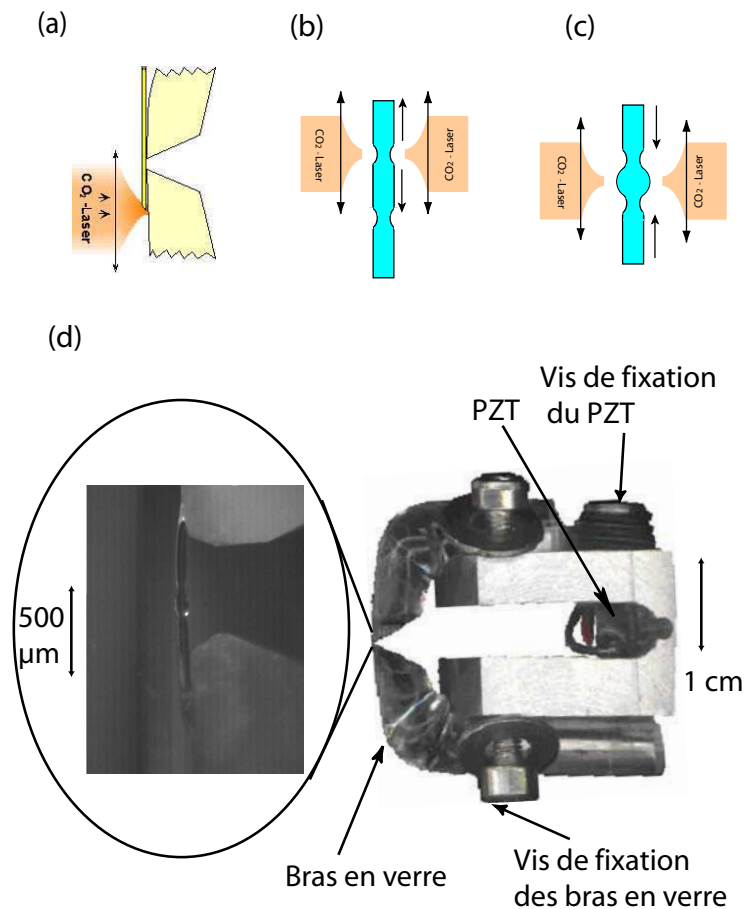 (a)
(b)
(c)
CO2 -Laser
CO2 - Laser
CO2 - Laser
CO2 - Laser
CO2 - Laser
(d)
Vis de fixation
du PZT
PZT
500
µm
1 cm
Bras en verre
Vis de fixation
des bras en verre